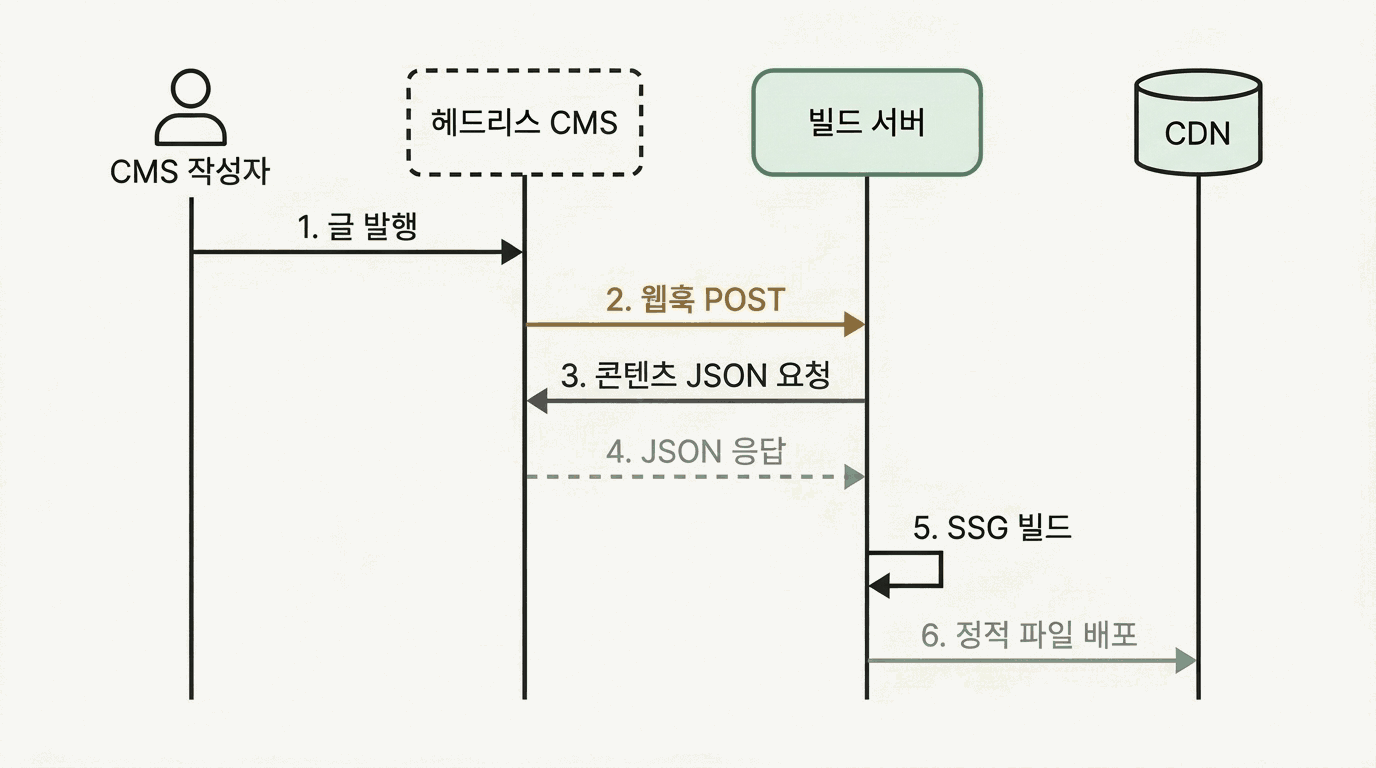 CMS 작성자
헤드리스 CMS
빌드 서버
CDN
1. 글 발행
2. 웹훅 POST
3. 콘텐츠 JSON 요청
4. JSON 응답
5. SSG 빌드
6. 정적 파일 배포